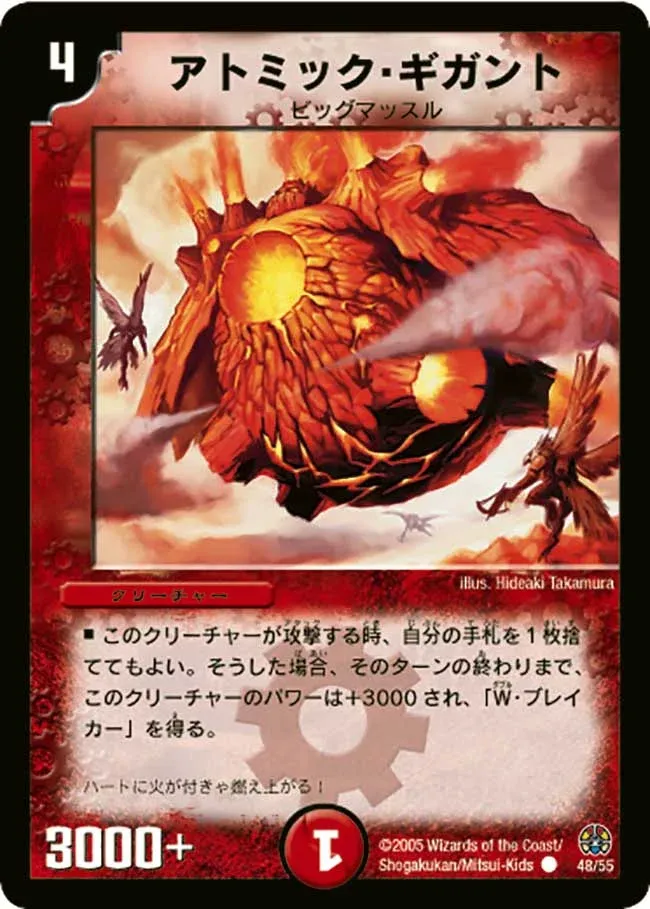 4
アトミック・ギガント
ビッグマッスル
illus. Hideaki Takamura
クリーチャー
■ このクリーチャーが攻撃する時、自分の手札を1枚捨
ててもよい。そうした場合、そのターンの終わりまで、
このクリーチャーのパワーは+3000され、「W・ブレイ
カー」を得る。
ハートに火が付きゃ燃え上がる!
3000+
1
©2005 Wizards of the Coast/
Shogakukan/Mitsui-Kids
48/55